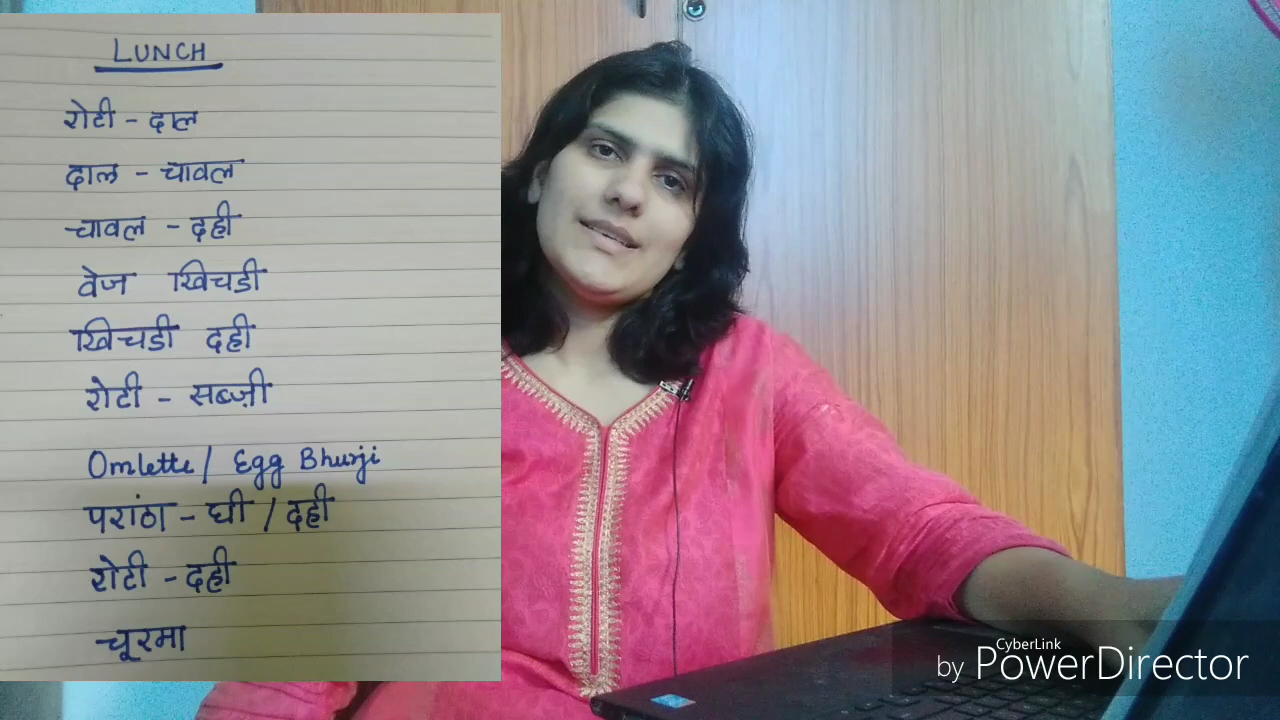 LUNCH
रोटी - दाल
दाल - चावल
चावल - दही
वेज खिचडी
खिचडी दही
रोटी - सब्ज़ी
Omlette / Egg Bhurji
परांठा - घी / दही
रोटी - दही
चूरमा
CyberLink
by PowerDirector